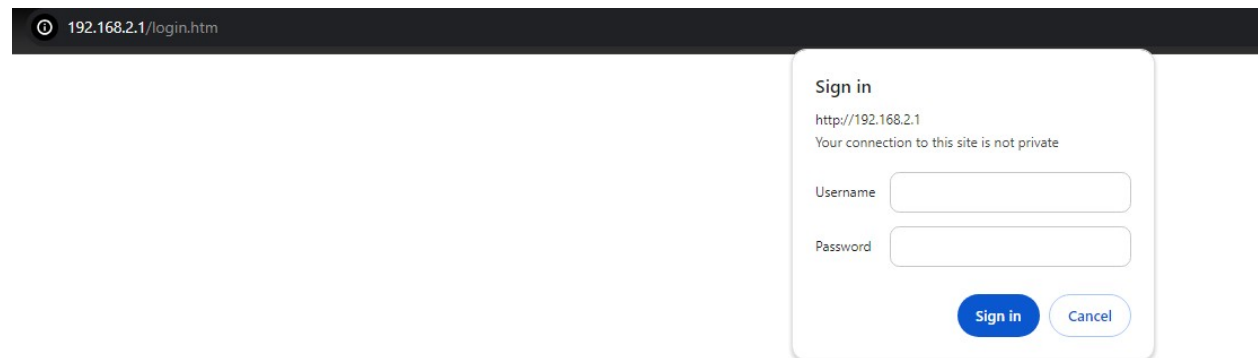 192.168.2.1/login.htm
Sign in
http://192.168.2.1
Your connection to this site is not private
Username
Password
Sign in Cancel